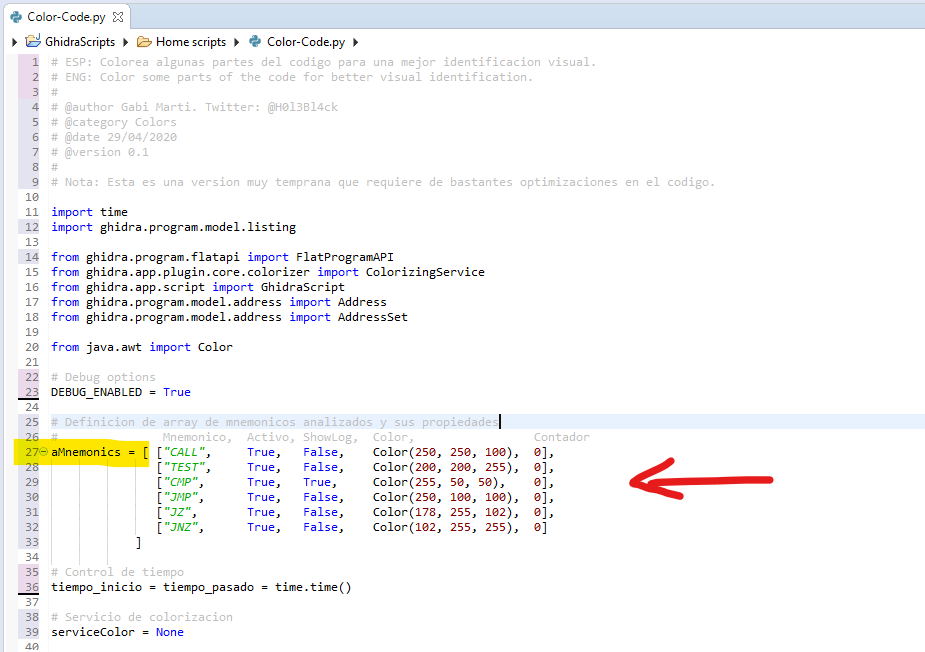 Color-Code.py
GhidraScripts Home scripts Color-Code.py
1 # ESP: Colorea algunas partes del codigo para una mejor identificacion visual.
2 # ENG: Color some parts of the code for better visual identification.
3 #
4 # @author Gabi Marti. Twitter: @H0l3Bl4ck
5 # @category Colors
6 # @date 29/04/2020
7 # @version 0.1
8 #
9 # Nota: Esta es una version muy temprana que requiere de bastantes optimizaciones en el codigo.
10
11 import time
12 import ghidra.program.model.listing
13
14 from ghidra.program.flatapi import FlatProgramAPI
15 from ghidra.app.plugin.core.colorizer import ColorizingService
16 from ghidra.app.script import GhidraScript
17 from ghidra.program.model.address import Address
18 from ghidra.program.model.address import AddressSet
19
20 from java.awt import Color
21
22 # Debug options
23 DEBUG_ENABLED = True
24
25 # Definicion de array de mnemonicos analizados y sus propiedades
26 # Mnemonico, Activo, ShowLog, Color, Contador
27 aMnemonics = [ ["CALL", True, False, Color(250, 250, 100), 0],
28 ["TEST", True, False, Color(200, 200, 255), 0],
29 ["CMP", True, True, Color(255, 50, 50), 0],
30 ["JMP", True, False, Color(250, 100, 100), 0],
31 ["JZ", True, False, Color(178, 255, 102), 0],
32 ["JNZ", True, False, Color(102, 255, 255), 0]
33 ]
34
35 # Control de tiempo
36 tiempo_inicio = tiempo_pasado = time.time()
37
38 # Servicio de colorizacion
39 serviceColor = None
40